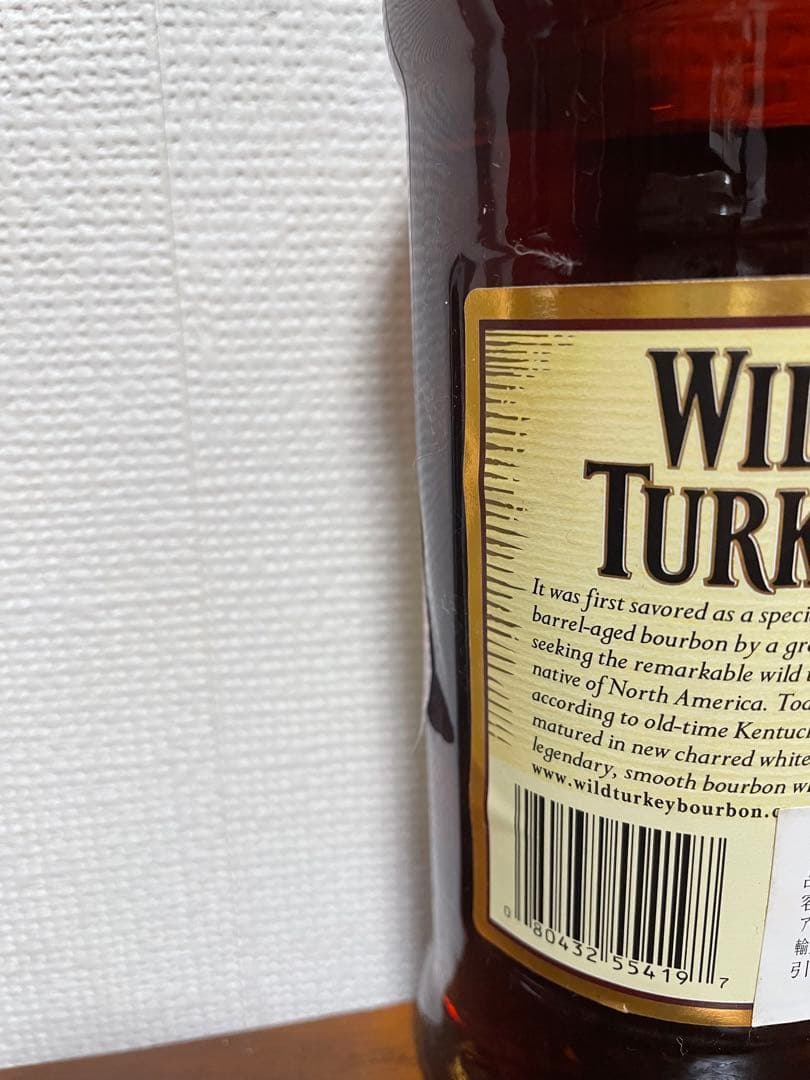 WIL
TURK
It was first savored as a speci
barrel-aged bourbon by a gr
seeking the remarkable wild
native of North America. Tod
according to old-time Kentuck
matured in new charred white
legendary, smooth bourbon w
www.wildturkeybourbon.c
0 80432 55419 7
品
容
ア
輸
引